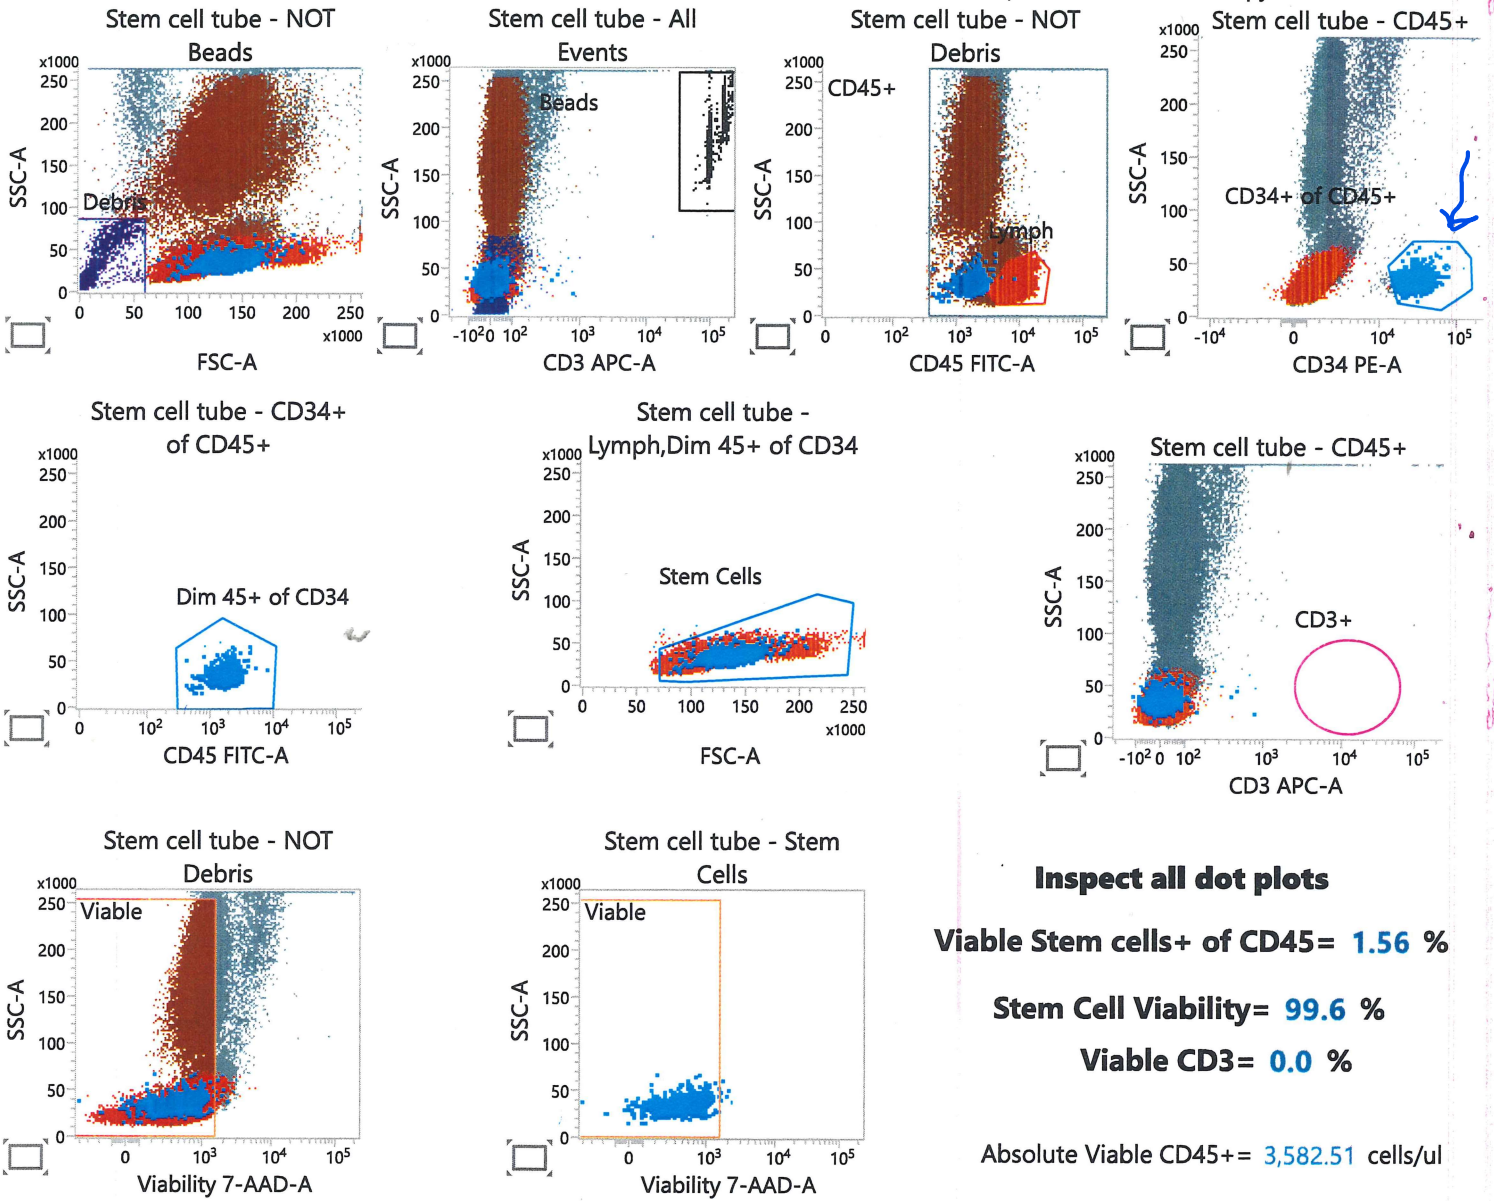 Stem cell tube - NOT
Beads
x1000
250
200
150
100
50
0
SSC-A
Debris
0 50 100 150 200 250
x1000
FSC-A
Stem cell tube - All
Events
x1000
250
200
150
100
50
0
SSC-A
Beads
-10² 0 10² 10³ 10⁴ 10⁵
CD3 APC-A
Stem cell tube - NOT
Debris
x1000
250
200
150
100
50
0
SSC-A
CD45+
Lymph
0 10² 10³ 10⁴ 10⁵
CD45 FITC-A
Stem cell tube - CD45+
x1000
250
200
150
100
50
0
SSC-A
CD34+ of CD45+
-10⁴ 0 10⁴ 10⁵
CD34 PE-A
Stem cell tube - CD34+
of CD45+
x1000
250
200
150
100
50
0
SSC-A
Dim 45+ of CD34
0 10² 10³ 10⁴ 10⁵
CD45 FITC-A
Stem cell tube -
Lymph,Dim 45+ of CD34
x1000
250
200
150
100
50
0
SSC-A
Stem Cells
0 50 100 150 200 250
x1000
FSC-A
Stem cell tube - CD45+
x1000
250
200
150
100
50
0
SSC-A
CD3+
-10² 0 10² 10³ 10⁴ 10⁵
CD3 APC-A
Stem cell tube - NOT
Debris
x1000
250
200
150
100
50
0
SSC-A
Viable
0 10³ 10⁴ 10⁵
Viability 7-AAD-A
Stem cell tube - Stem
Cells
x1000
250
200
150
100
50
0
SSC-A
Viable
0 10³ 10⁴ 10⁵
Viability 7-AAD-A
Inspect all dot plots
Viable Stem cells+ of CD45= 1.56 %
Stem Cell Viability= 99.6 %
Viable CD3= 0.0 %
Absolute Viable CD45+= 3,582.51 cells/ul